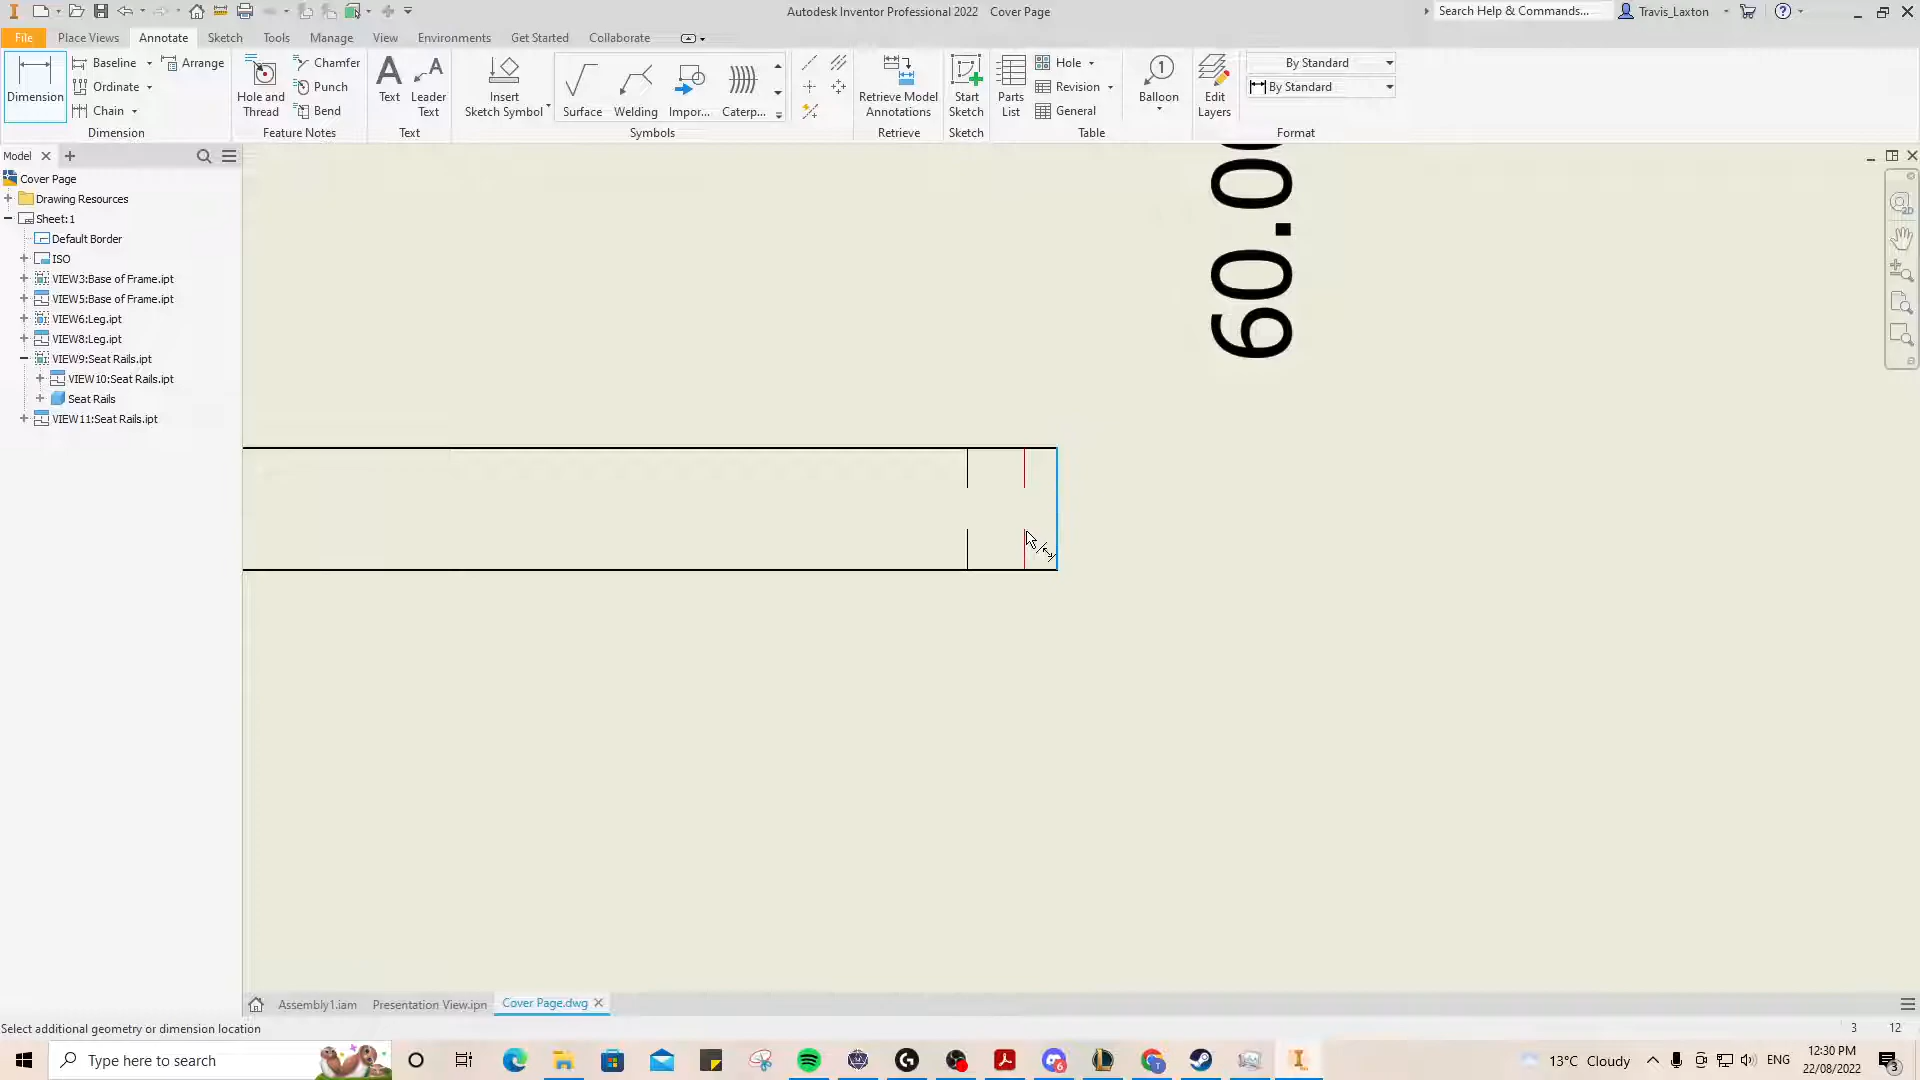 Autodesk Inventor Professional 2022 Cover Page
Search Help & Commands...
Travis_Laxton
File Place Views Annotate Sketch Tools Manage View Environments Get Started Collaborate
Dimension
Baseline
Ordinate
Chain
Arrange
Dimension
Hole and Thread
Chamfer
Punch
Bend
Feature Notes
Text
Leader Text
Text
Insert Sketch Symbol
Surface
Welding
Impor...
Caterp...
Symbols
Retrieve Model Annotations
Retrieve
Start Sketch
Sketch
Parts List
Hole
Revision
General
Table
1
Balloon
Edit Layers
By Standard
By Standard
Format
Model
Cover Page
Drawing Resources
Sheet:1
Default Border
ISO
VIEW3:Base of Frame.ipt
VIEW5:Base of Frame.ipt
VIEW6:Leg.ipt
VIEW8:Leg.ipt
VIEW9:Seat Rails.ipt
VIEW10:Seat Rails.ipt
Seat Rails
VIEW11:Seat Rails.ipt
2D
Assembly1.iam
Presentation View.ipn
Cover Page.dwg
Select additional geometry or dimension location
3 12
Type here to search
13°C Cloudy
ENG
12:30 PM
22/08/2022